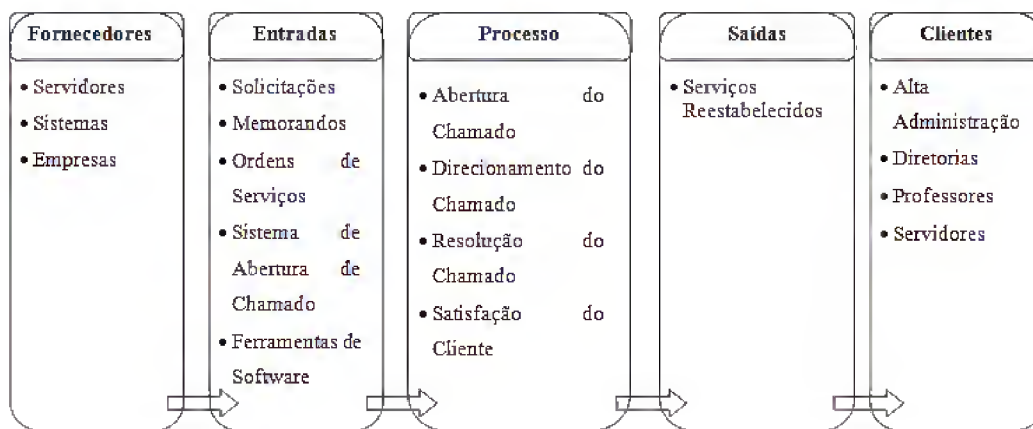 Fornecedores
• Servidores
• Sistemas
• Empresas
Entradas
• Solicitações
• Memorandos
• Ordens de
Serviços
• Sistema de
Abertura de
Chamado
• Ferramentas de
Software
Processo
• Abertura do
Chamado
• Direcionamento do
Chamado
• Resolução do
Chamado
• Satisfação do
Cliente
Saídas
• Serviços
Reestabelecidos
Clientes
• Alta
Administração
• Diretorias
• Professores
• Servidores